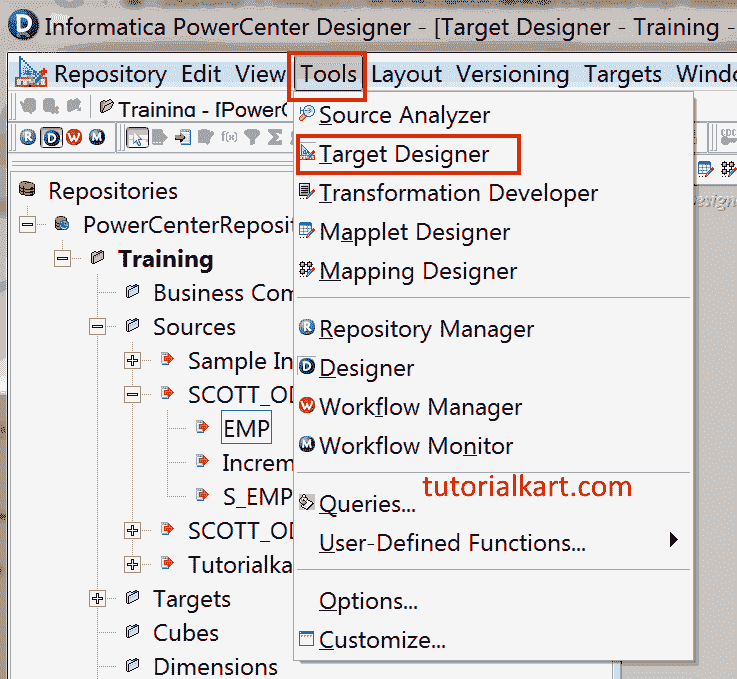 Informatica PowerCenter Designer - [Target Designer - Training -
Repository Edit View Tools Layout Versioning Targets Windo
Training - [PowerC
Source Analyzer
Target Designer
Transformation Developer
Mapplet Designer
Mapping Designer
Repository Manager
Designer
Workflow Manager
Workflow Monitor
tutorialkart.com
Queries...
User-Defined Functions...
Options...
Customize...
Repositories
PowerCenterReposit
Training
Business Com
Sources
Sample In
SCOTT_OD
EMP
Increm
S_EMP
SCOTT_OD
Tutorialka
Targets
Cubes
Dimensions